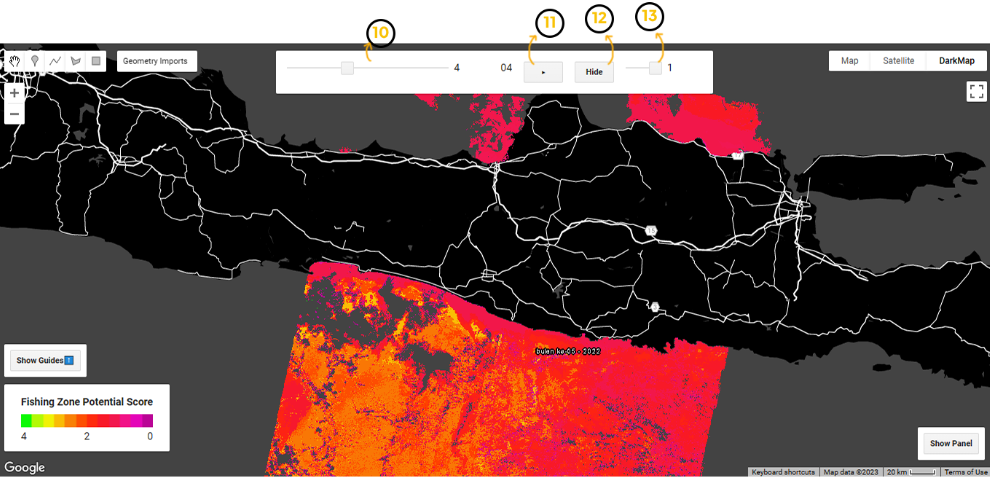 10
11
12
13
Geometry Imports
4
04
Hide
1
Map
Satellite
DarkMap
+
−
bulen ke 05 - 2022
Show Guides
Fishing Zone Potential Score
4
2
0
Google
Show Panel
Keyboard shortcuts
Map data ©2023
20 km
Terms of Use